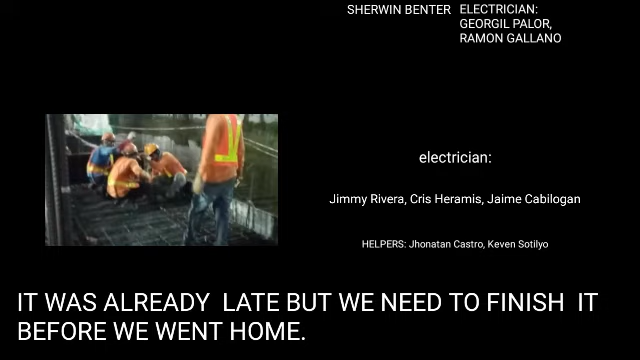 SHERWIN BENTER
ELECTRICIAN:
GEORGIL PALOR,
RAMON GALLANO
electrician:
Jimmy Rivera, Cris Heramis, Jaime Cabilogan
HELPERS: Jhonatan Castro, Keven Sotilyo
IT WAS ALREADY LATE BUT WE NEED TO FINISH IT
BEFORE WE WENT HOME.